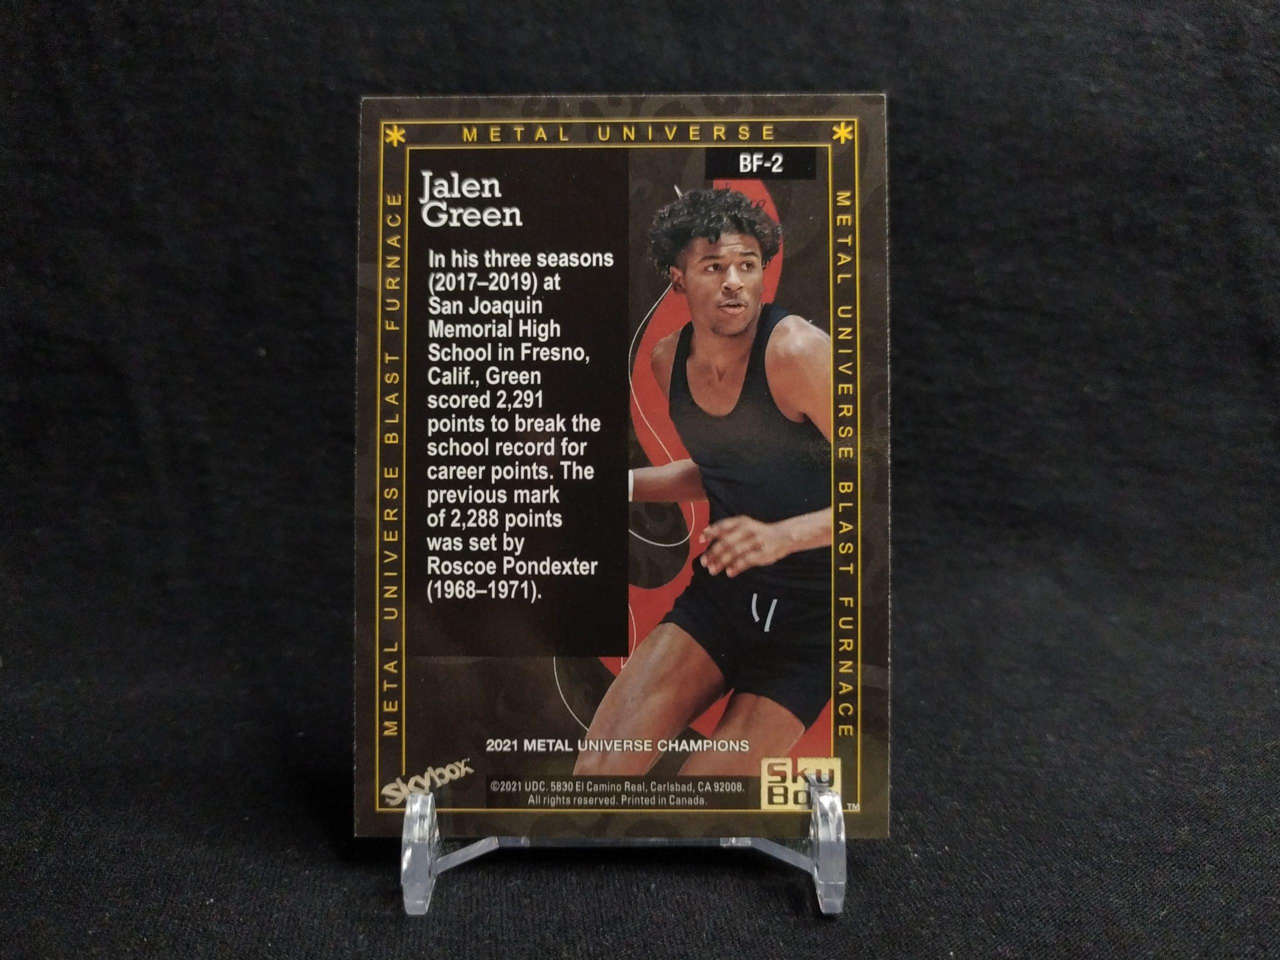 METAL UNIVERSE
METAL UNIVERSE BLAST FURNACE
METAL UNIVERSE BLAST FURNACE
BF-2
Jalen
Green
In his three seasons
(2017–2019) at
San Joaquin
Memorial High
School in Fresno,
Calif., Green
scored 2,291
points to break the
school record for
career points. The
previous mark
of 2,288 points
was set by
Roscoe Pondexter
(1968–1971).
2021 METAL UNIVERSE CHAMPIONS
Skybox
©2021 UDC. 5830 El Camino Real, Carlsbad, CA 92008.
All rights reserved. Printed in Canada.
Sky
TM